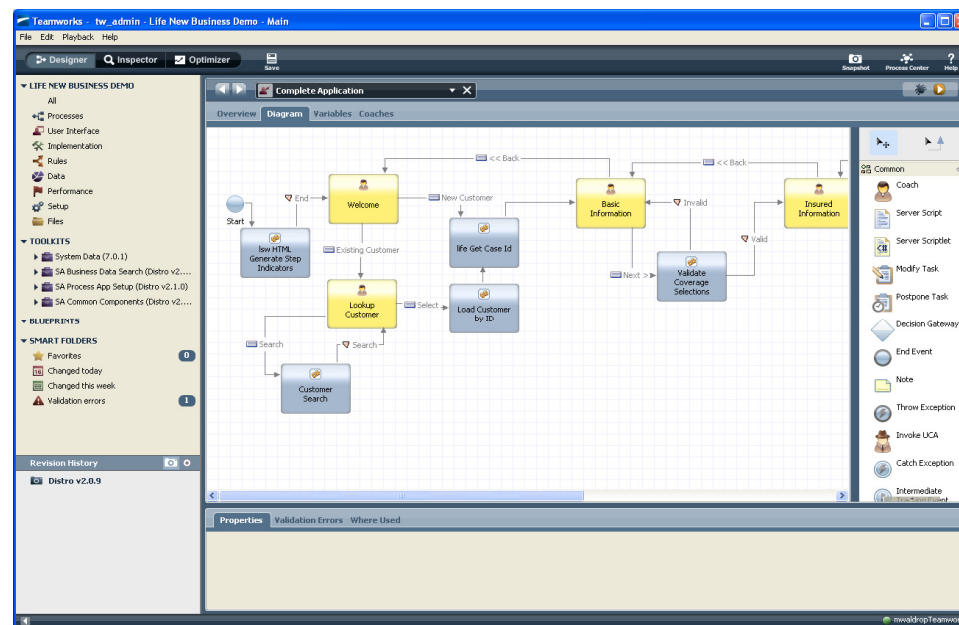 Teamworks - tw_admin - Life New Business Demo - Main
File Edit Playback Help
Designer Inspector Optimizer
Save
Snapshot Process Center Help
LIFE NEW BUSINESS DEMO
All
Processes
User Interface
Implementation
Rules
Data
Performance
Setup
Files
TOOLKITS
System Data (7.0.1)
SA Business Data Search (Distro v2....
SA Process App Setup (Distro v2.1.0)
SA Common Components (Distro v2....
BLUEPRINTS
SMART FOLDERS
Favorites 0
Changed today
Changed this week
Validation errors 1
Revision History
Distro v2.0.9
Complete Application
Overview Diagram Variables Coaches
Start
End
lsw HTML
Generate Step
Indicators
Welcome
<< Back
New Customer
Existing Customer
life Get Case Id
Lookup
Customer
Select
Load Customer
by ID
Search
Search
Customer
Search
Basic
Information
<< Back
Invalid
Next >>
Validate
Coverage
Selections
Valid
Insured
Information
Common
Coach
Server Script
Server Scriptlet
Modify Task
Postpone Task
Decision Gateway
End Event
Note
Throw Exception
Invoke UCA
Catch Exception
Intermediate
Properties Validation Errors Where Used